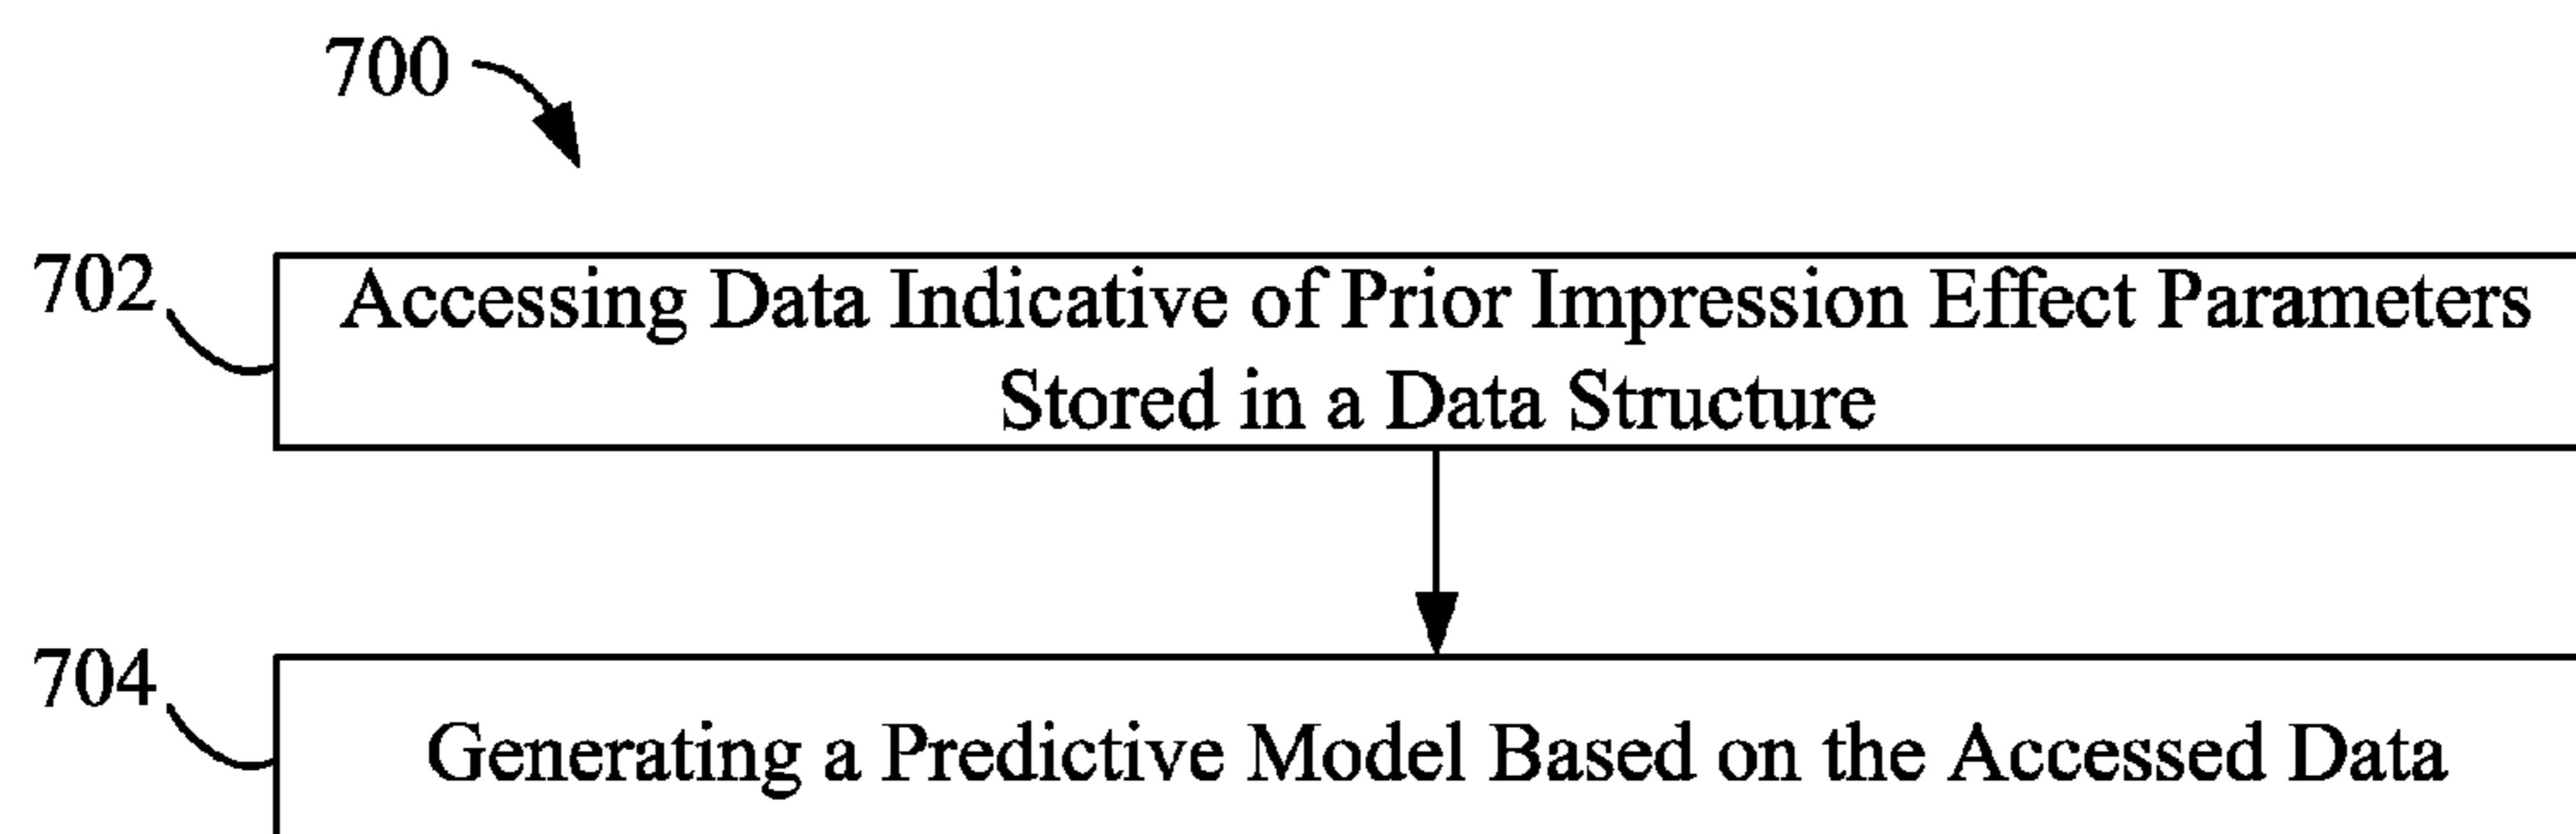 700
702
Accessing Data Indicative of Prior Impression Effect Parameters
Stored in a Data Structure
704
Generating a Predictive Model Based on the Accessed Data